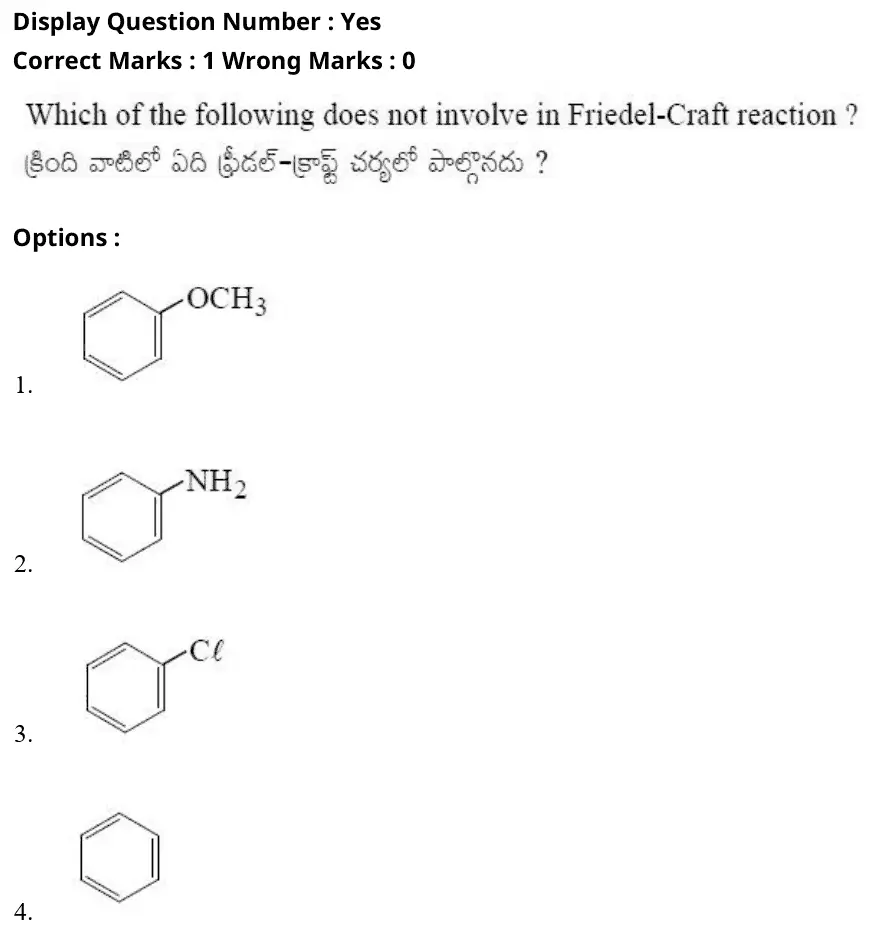 Display Question Number : Yes
Correct Marks : 1 Wrong Marks : 0
Which of the following does not involve in Friedel-Craft reaction ?
క్రింది వాటిలో ఏది ఫ్రీడల్-క్రాఫ్ట్ చర్యలో పాల్గొనదు ?
Options :
OCH₃
1.
NH₂
2.
Cℓ
3.
4.